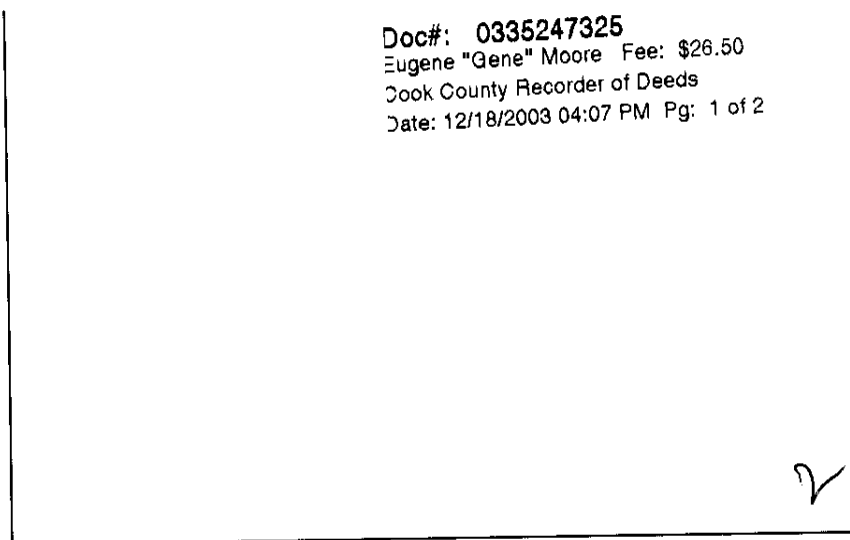 Doc#: 0335247325
Eugene "Gene" Moore Fee: $26.50
Cook County Recorder of Deeds
Date: 12/18/2003 04:07 PM Pg: 1 of 2
2